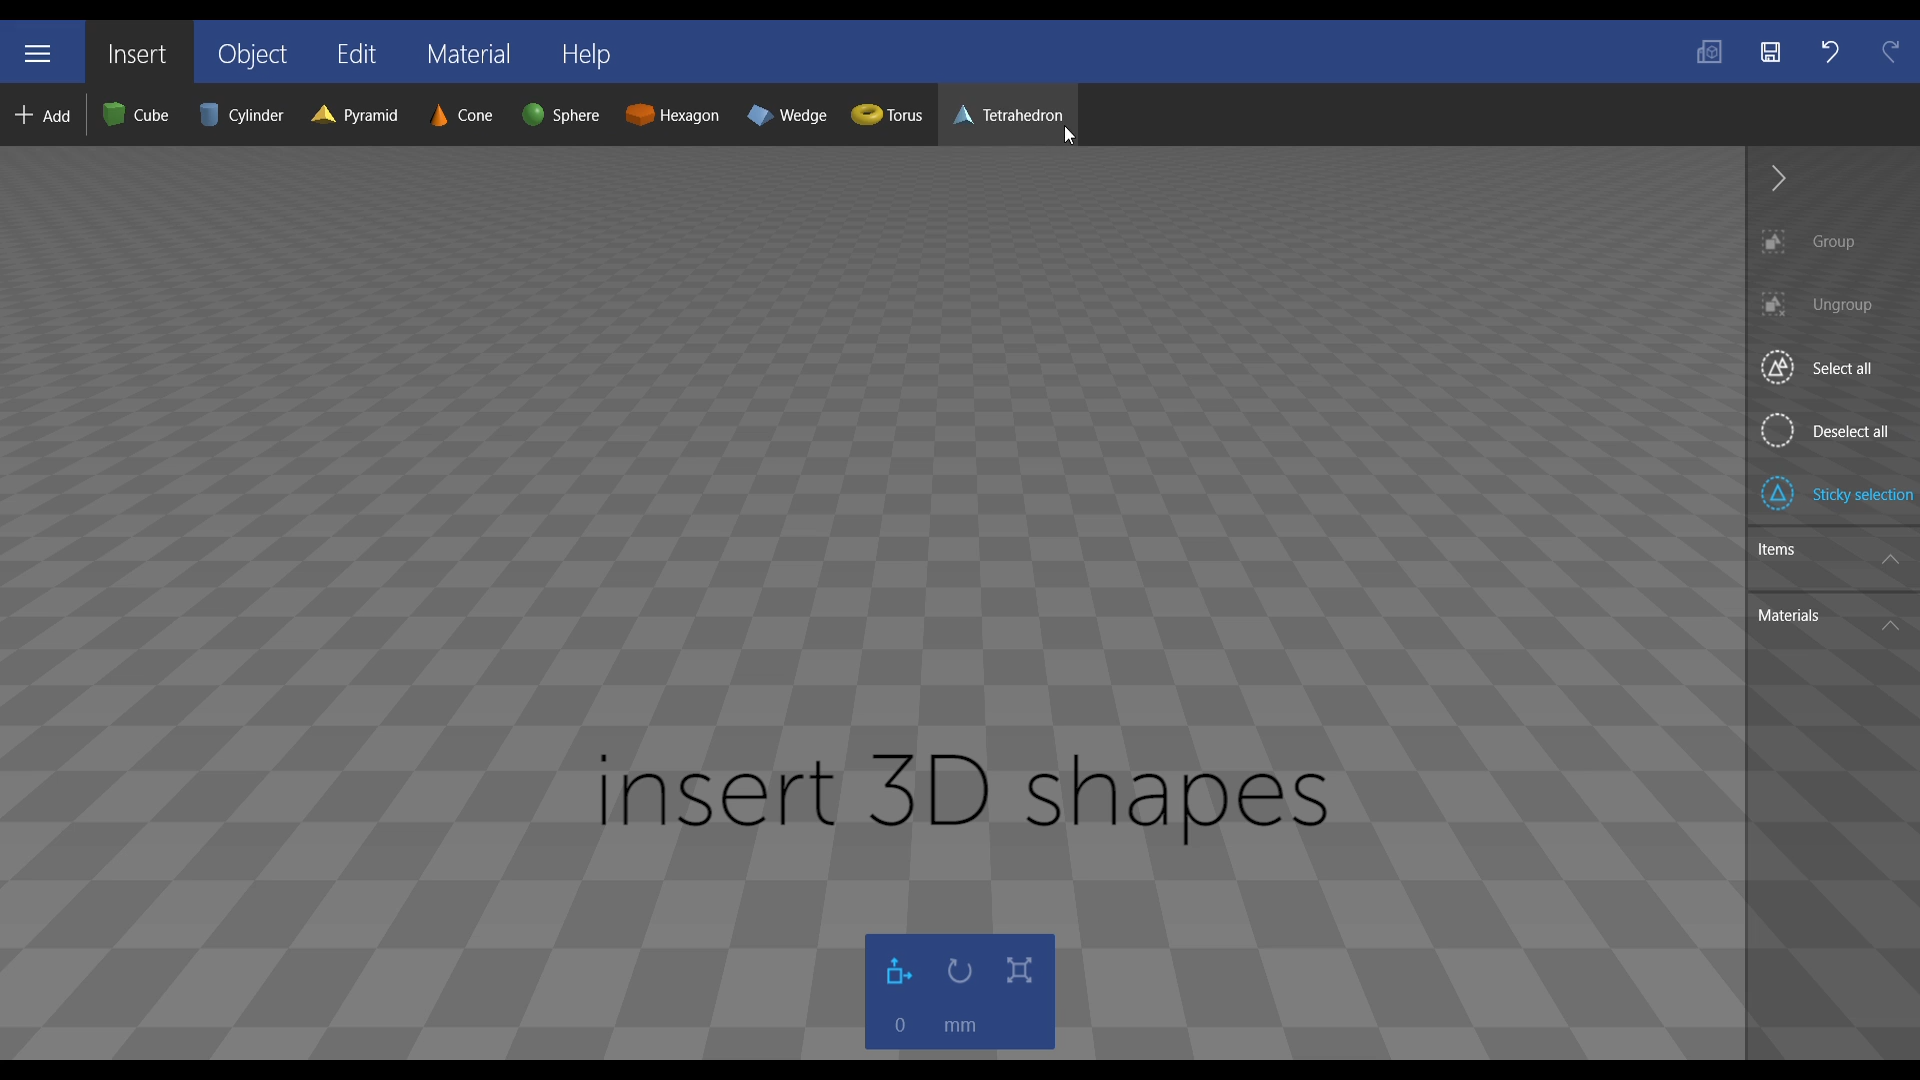 Insert Object Edit Material Help
Add Cube Cylinder Pyramid Cone Sphere Hexagon Wedge Torus Tetrahedron
Group
Ungroup
Select all
Deselect all
Sticky selection
Items
Materials
insert 3D shapes
0 mm